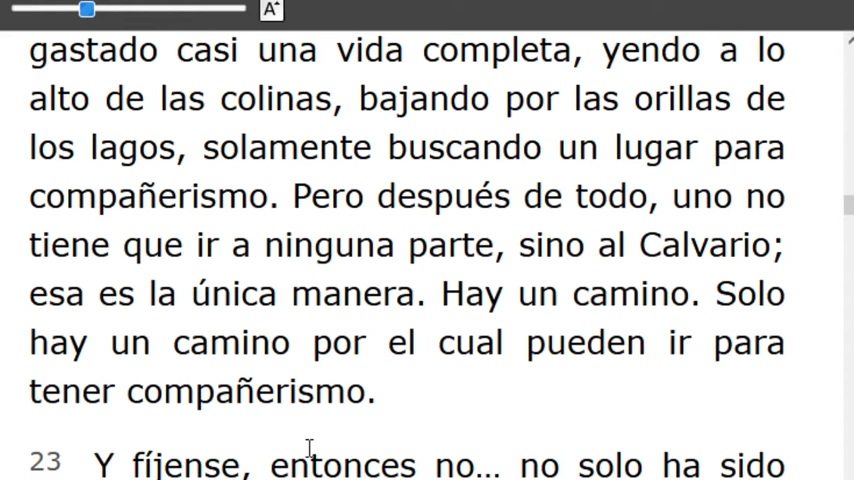 A
gastado casi una vida completa, yendo a lo
alto de las colinas, bajando por las orillas de
los lagos, solamente buscando un lugar para
compañerismo. Pero después de todo, uno no
tiene que ir a ninguna parte, sino al Calvario;
esa es la única manera. Hay un camino. Solo
hay un camino por el cual pueden ir para
tener compañerismo.
23 Y fíjense, entonces no... no solo ha sido